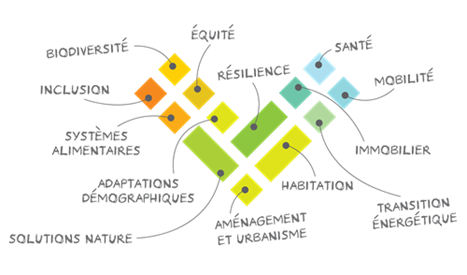 BIODIVERSITÉ
ÉQUITÉ
SANTÉ
RÉSILIENCE
MOBILITÉ
INCLUSION
SYSTÈMES
ALIMENTAIRES
IMMOBILIER
ADAPTATIONS
DÉMOGRAPHIQUES
HABITATION
TRANSITION
ÉNERGÉTIQUE
AMÉNAGEMENT
ET URBANISME
SOLUTIONS NATURE